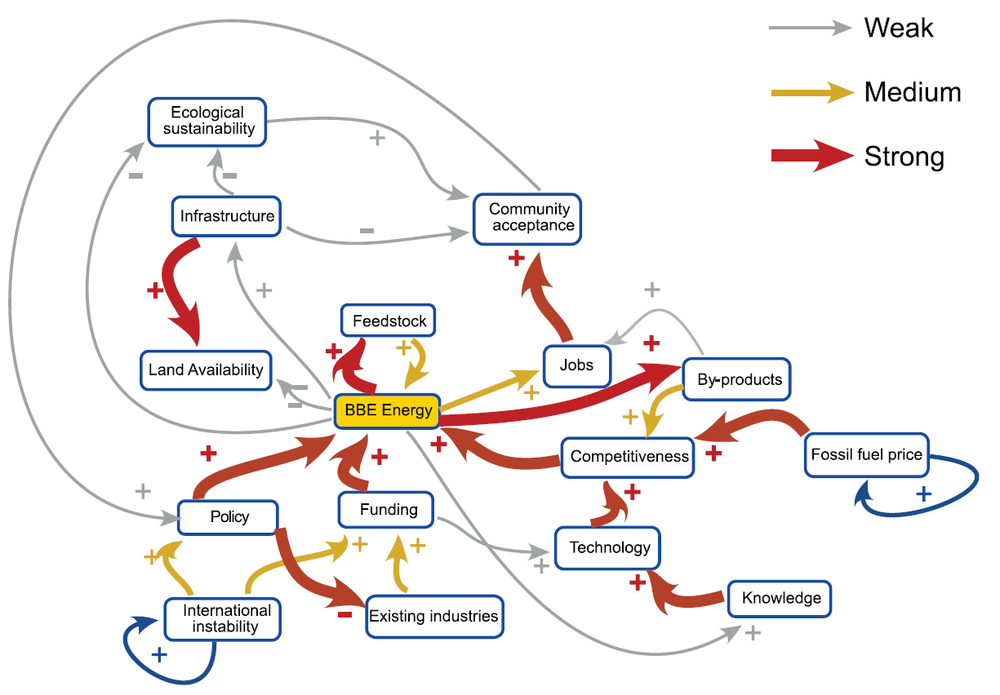 Weak
Medium
Strong
Ecological
sustainability
+
-
-
Infrastructure
Community
acceptance
-
+
+
+
+
Feedstock
+
+
+
Land Availability
Jobs
By-products
-
-
+
BBE Energy
+
+
+
+
+
Competitiveness
Fossil fuel price
+
+
+
Policy
Funding
+
+
+
Technology
+
+
Knowledge
-
International
instability
Existing industries
+
+